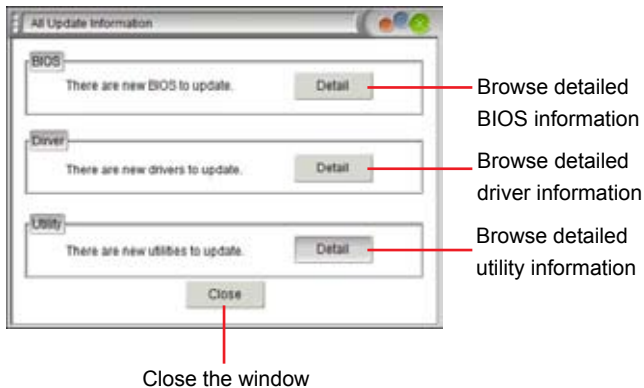 All Update Information
BIOS
There are new BIOS to update.
Detail
Browse detailed
BIOS information
Driver
There are new drivers to update.
Detail
Browse detailed
driver information
Utility
There are new utilities to update.
Detail
Browse detailed
utility information
Close
Close the window